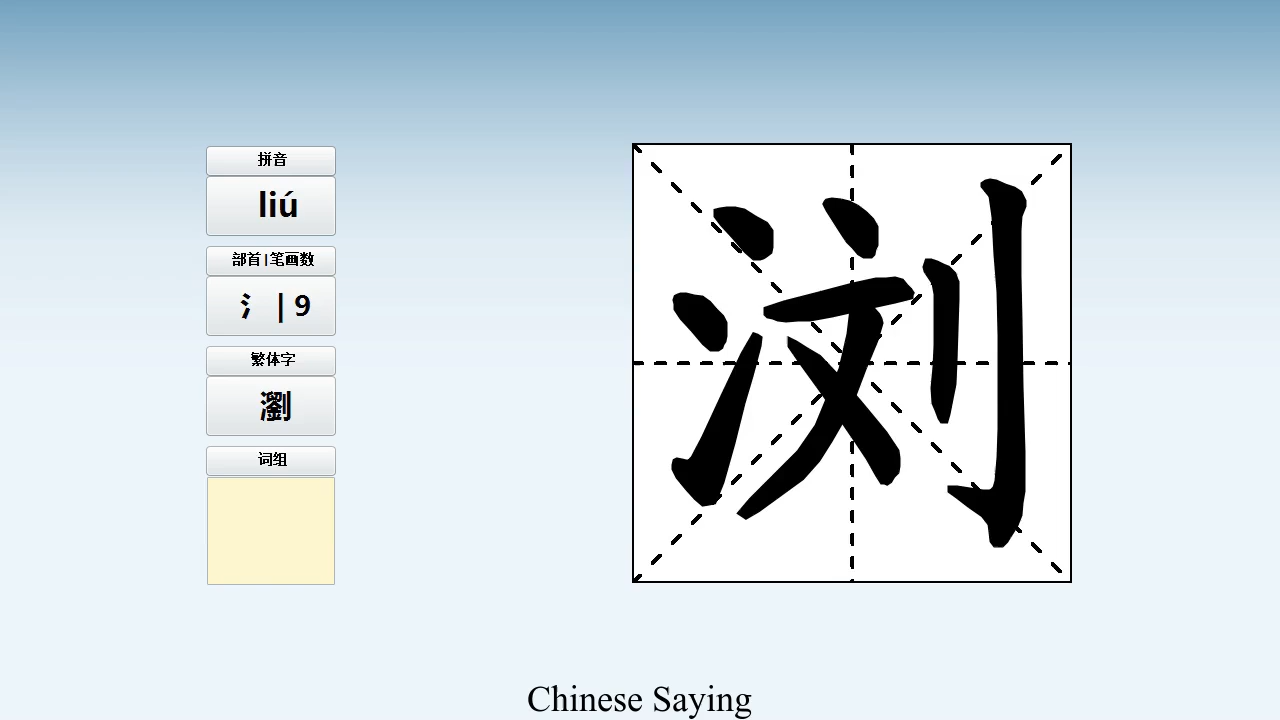 拼音
liú
部首|笔画数
氵 | 9
繁体字
瀏
词组
浏
Chinese Saying